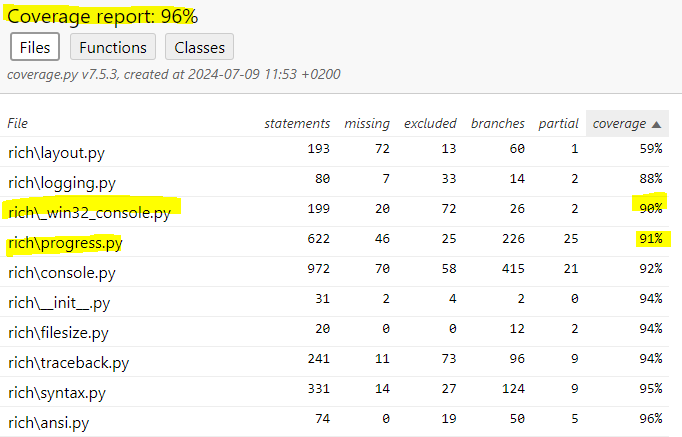 Coverage report: 96%
Files Functions Classes
coverage.py v7.5.3, created at 2024-07-09 11:53 +0200
File statements missing excluded branches partial coverage ▲
rich\layout.py 193 72 13 60 1 59%
rich\logging.py 80 7 33 14 2 88%
rich\_win32_console.py 199 20 72 26 2 90%
rich\progress.py 622 46 25 226 25 91%
rich\console.py 972 70 58 415 21 92%
rich\__init__.py 31 2 4 2 0 94%
rich\filesize.py 20 0 0 12 2 94%
rich\traceback.py 241 11 73 96 9 94%
rich\syntax.py 331 14 27 124 9 95%
rich\ansi.py 74 0 19 50 5 96%